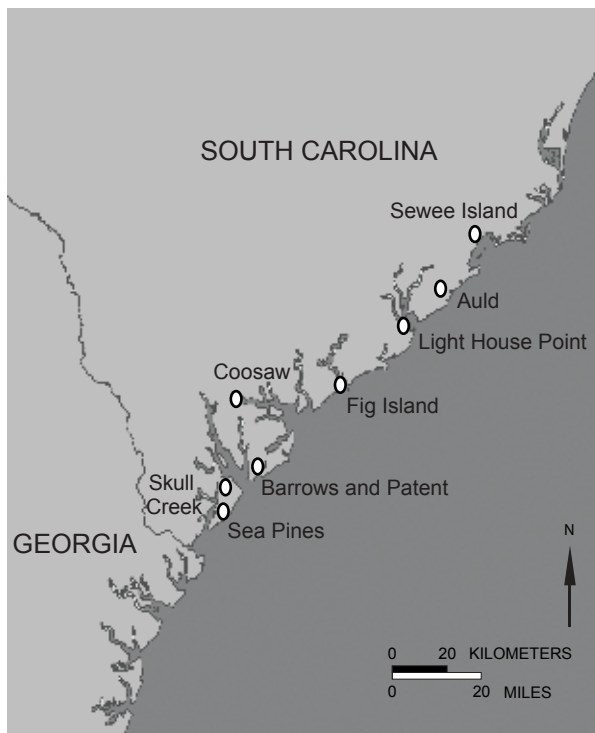 SOUTH CAROLINA
Sewee Island
Auld
Light House Point
Coosaw
Fig Island
Skull
Creek
Barrows and Patent
Sea Pines
GEORGIA
N
0 20 KILOMETERS
0 20 MILES